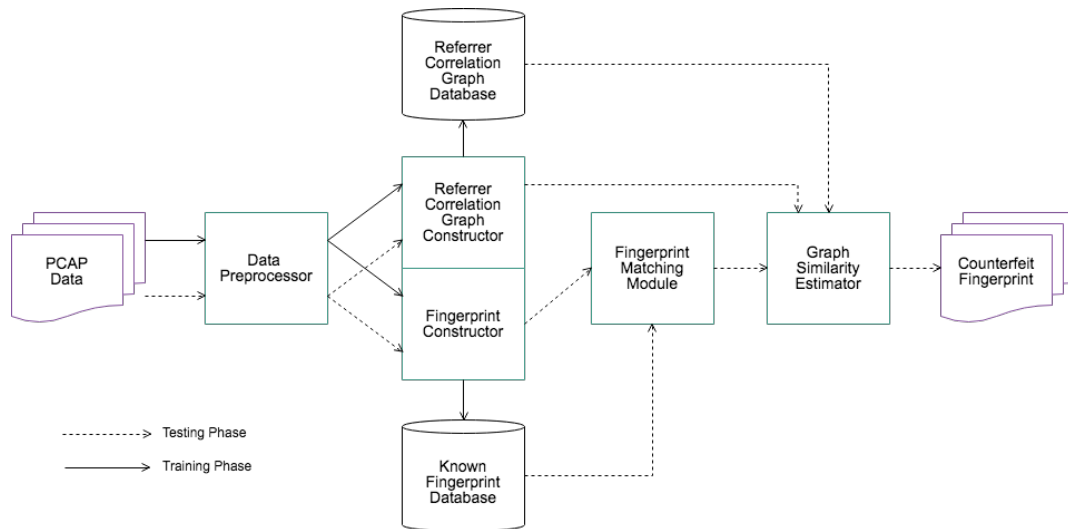 Referrer
Correlation
Graph
Database
Referrer
Correlation
Graph
Constructor
PCAP
Data
Data
Preprocessor
Fingerprint
Matching
Module
Graph
Similarity
Estimator
Counterfeit
Fingerprint
Fingerprint
Constructor
Testing Phase
Training Phase
Known
Fingerprint
Database